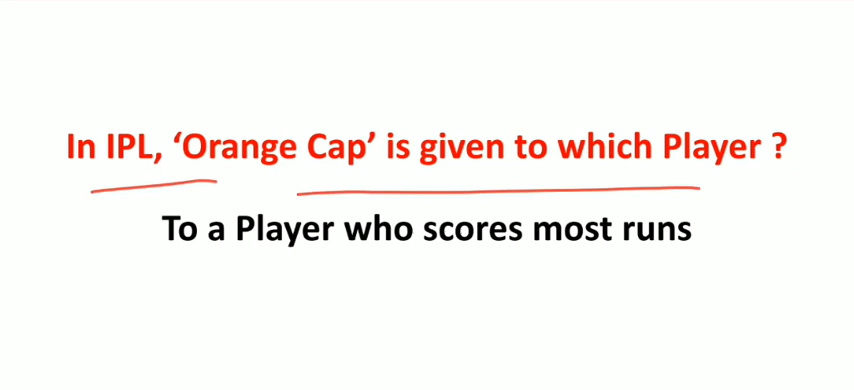 In IPL, ‘Orange Cap’ is given to which Player ?
To a Player who scores most runs